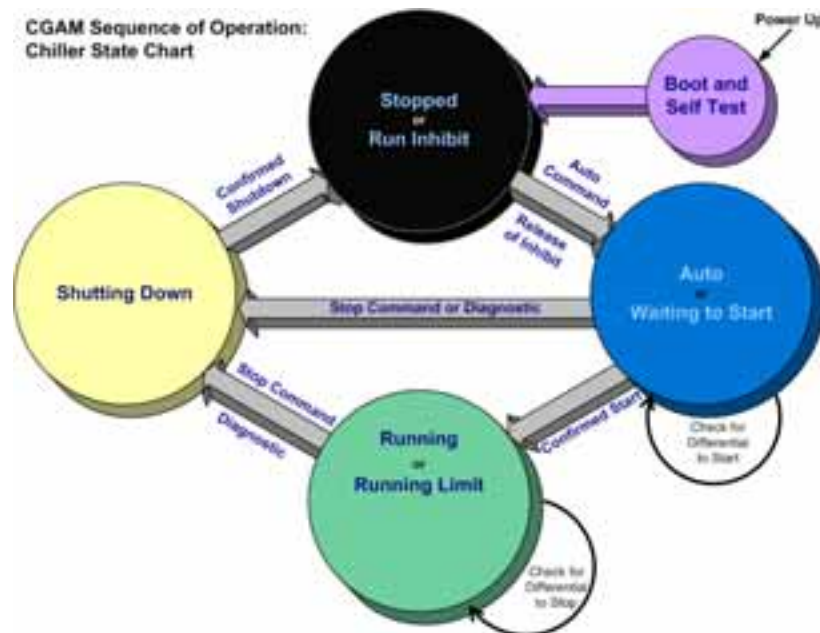 CGAM Sequence of Operation:
Chiller State Chart
Power Up
Stopped
or
Run Inhibit
Boot and
Self Test
Confirmed
Shutdown
Auto
Command
Release
of Inhibit
Shutting Down
Stop Command or Diagnostic
Auto
or
Waiting to Start
Stop Command
Diagnostic
Running
or
Running Limit
Confirmed Start
Check for
Differential
to Start
Check for
Differential
to Stop